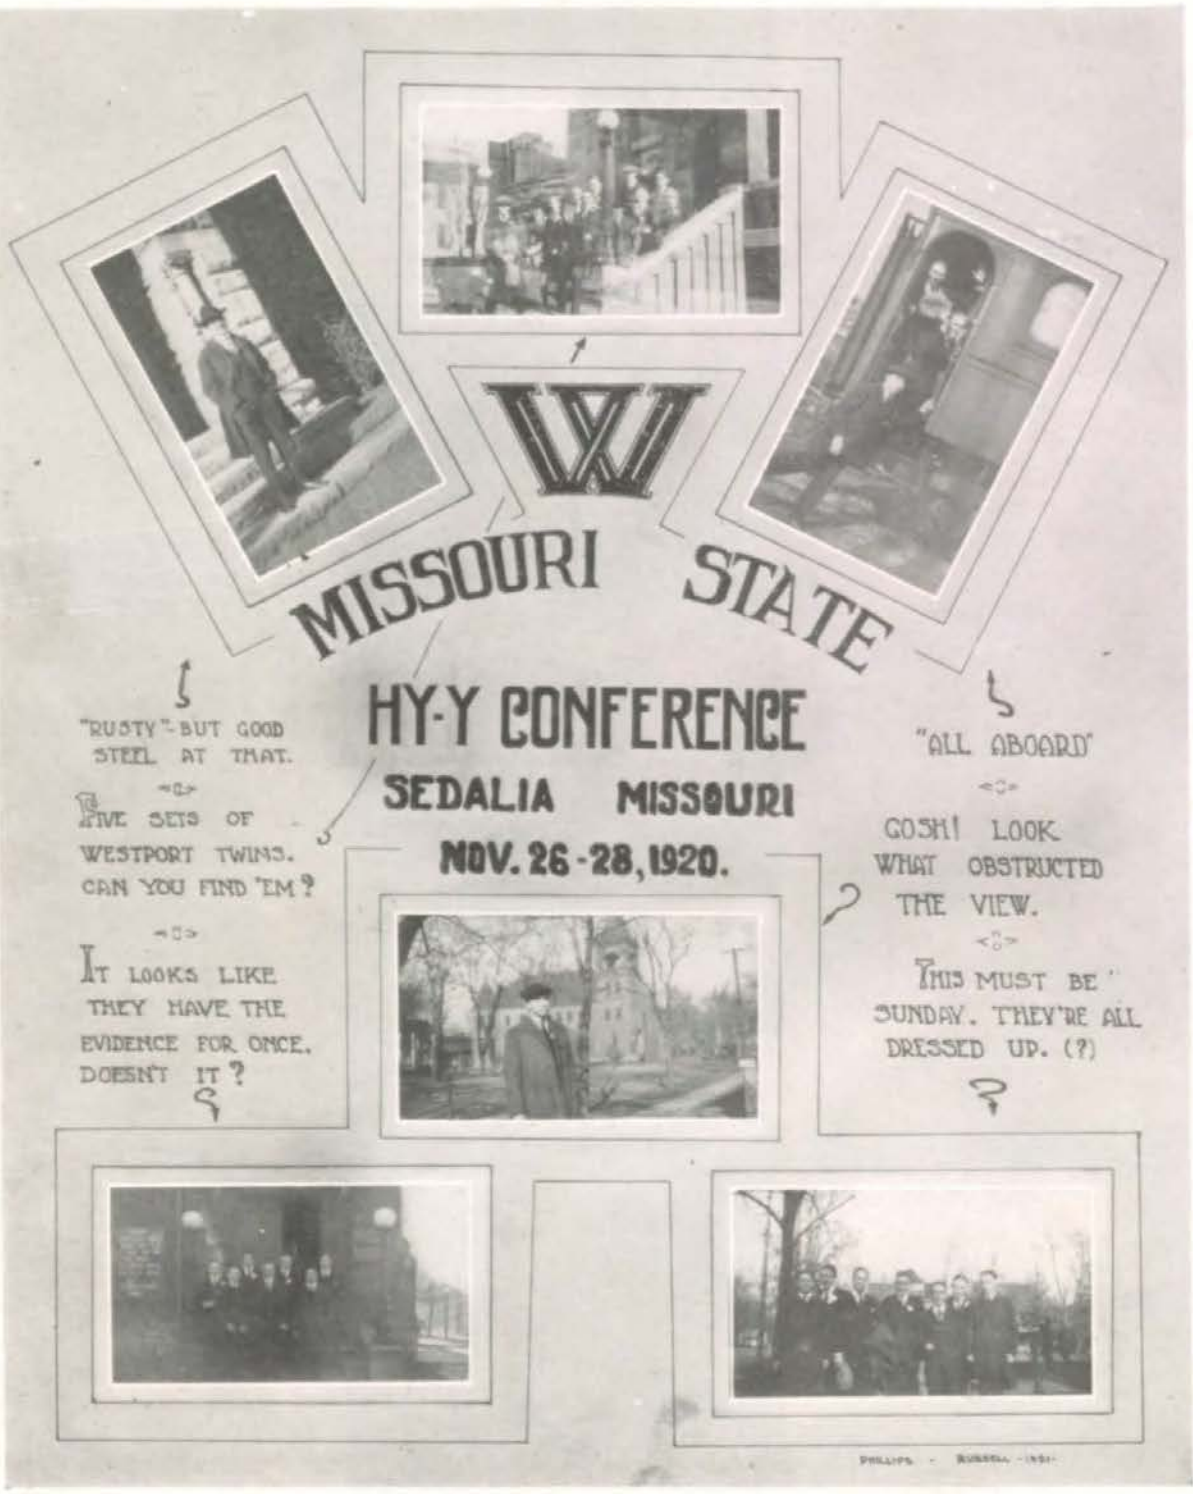 W
MISSOURI STATE
HY-Y CONFERENCE
SEDALIA MISSOURI
NOV. 26-28, 1920.
"RUSTY"-BUT GOOD
STEEL AT THAT.
FIVE SETS OF
WESTPORT TWINS.
CAN YOU FIND 'EM?
IT LOOKS LIKE
THEY HAVE THE
EVIDENCE FOR ONCE.
DOESN'T IT?
"ALL ABOARD"
GOSH! LOOK
WHAT OBSTRUCTED
THE VIEW.
THIS MUST BE
SUNDAY. THEY'RE ALL
DRESSED UP. (?)
PHILLIPS - RUSSELL -1921-